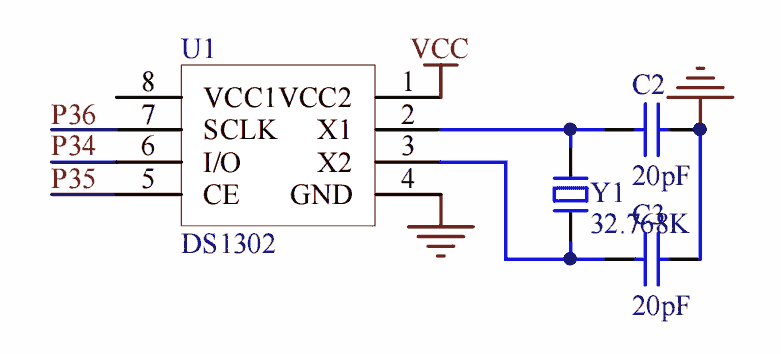 U1
VCC
8 VCC1 VCC2 1
P36 7 SCLK X1 2
P34 6 I/O X2 3
P35 5 CE GND 4
DS1302
C2
20pF
Y1
32.768K
C3
20pF